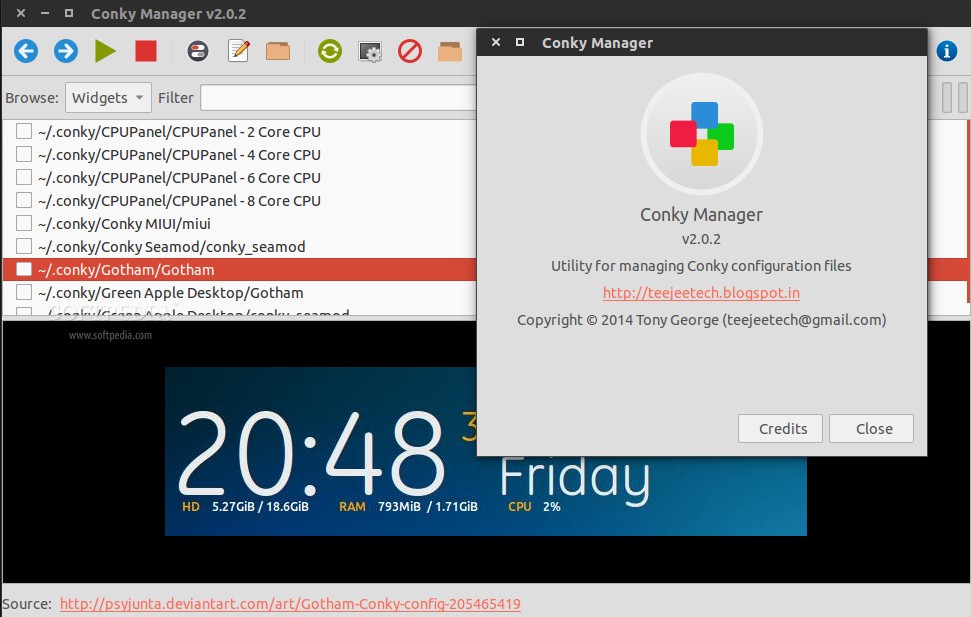 Conky Manager v2.0.2
Conky Manager
Browse: Widgets Filter
~/.conky/CPUPanel/CPUPanel - 2 Core CPU
~/.conky/CPUPanel/CPUPanel - 4 Core CPU
~/.conky/CPUPanel/CPUPanel - 6 Core CPU
~/.conky/CPUPanel/CPUPanel - 8 Core CPU
~/.conky/Conky MIUI/miui
~/.conky/Conky Seamod/conky_seamod
~/.conky/Gotham/Gotham
~/.conky/Green Apple Desktop/Gotham
~/.conky/Green Apple Desktop/conky_seamod
Conky Manager
v2.0.2
Utility for managing Conky configuration files
http://teejeetech.blogspot.in
Copyright © 2014 Tony George (teejeetech@gmail.com)
Credits Close
www.softpedia.com
20:48
Friday
HD 5.27GiB / 18.6GiB RAM 793MiB / 1.71GiB CPU 2%
Source: http://psyjunta.deviantart.com/art/Gotham-Conky-config-205465419